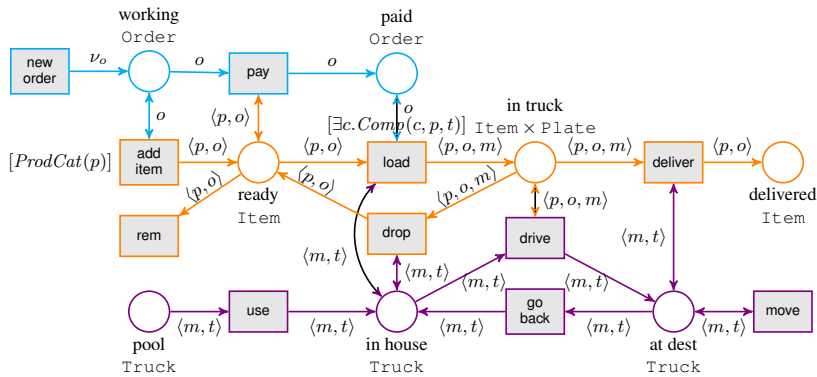 working
Order
paid
Order
new
order
ν_o
o
pay
o
o
o
[∃c.Comp(c, p, t)]
in truck
Item × Plate
⟨p, o⟩
[ProdCat(p)]
add
item
⟨p, o⟩
⟨p, o⟩
load
⟨p, o, m⟩
⟨p, o, m⟩
deliver
⟨p, o⟩
⟨p, o⟩
ready
Item
⟨p, o⟩
⟨p, o, m⟩
⟨p, o, m⟩
delivered
Item
rem
drop
drive
⟨m, t⟩
⟨m, t⟩
⟨m, t⟩
⟨m, t⟩
⟨m, t⟩
use
go
back
move
⟨m, t⟩
⟨m, t⟩
⟨m, t⟩
⟨m, t⟩
⟨m, t⟩
pool
Truck
in house
Truck
at dest
Truck